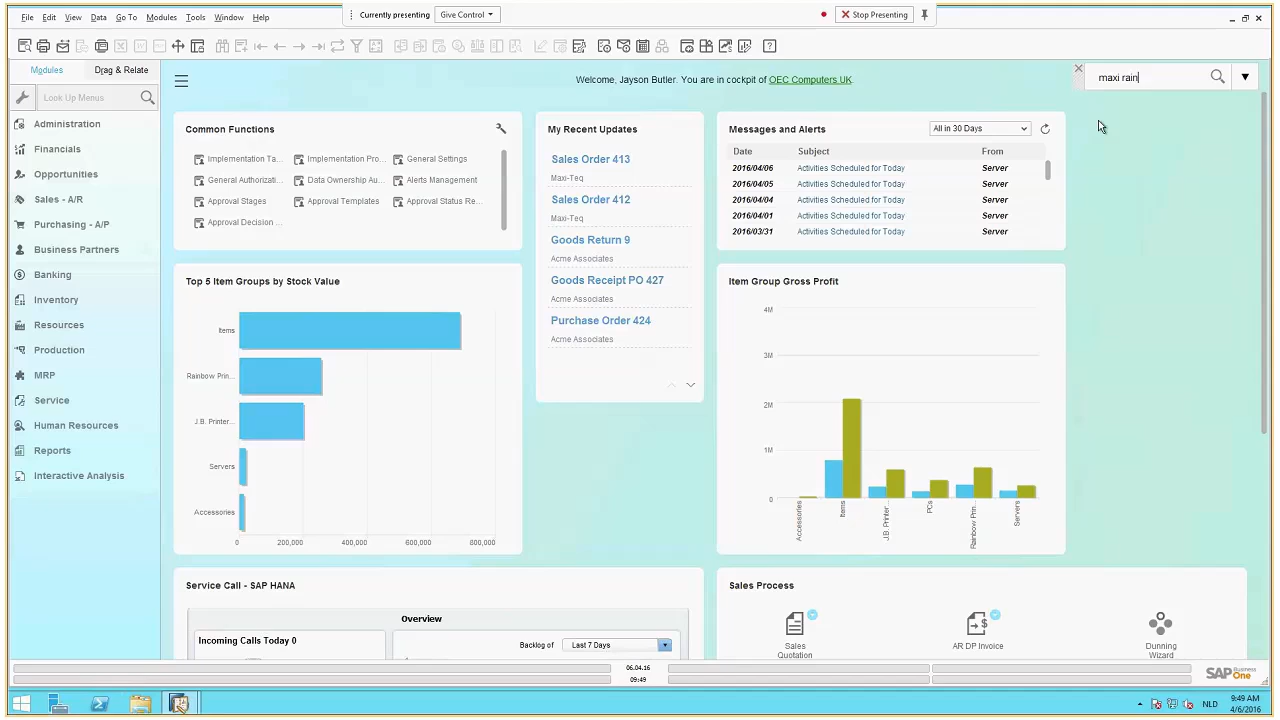 File Edit View Data Go To Modules Tools Window Help
Currently presenting Give Control Stop Presenting
Modules Drag & Relate
Look Up Menus
Welcome, Jayson Butler. You are in cockpit of OEC Computers UK
maxi rain
Administration
Financials
Opportunities
Sales - A/R
Purchasing - A/P
Business Partners
Banking
Inventory
Resources
Production
MRP
Service
Human Resources
Reports
Interactive Analysis
Common Functions
Implementation Ta... Implementation Pro... General Settings
General Authorizati... Data Ownership Au... Alerts Management
Approval Stages Approval Templates Approval Status Re...
Approval Decision ...
My Recent Updates
Sales Order 413
Maxi-Teq
Sales Order 412
Maxi-Teq
Goods Return 9
Acme Associates
Goods Receipt PO 427
Acme Associates
Purchase Order 424
Acme Associates
Messages and Alerts All in 30 Days
Date Subject From
2016/04/06 Activities Scheduled for Today Server
2016/04/05 Activities Scheduled for Today Server
2016/04/04 Activities Scheduled for Today Server
2016/04/01 Activities Scheduled for Today Server
2016/03/31 Activities Scheduled for Today Server
Top 5 Item Groups by Stock Value
Items
Rainbow Prin...
J.B. Printer...
Servers
Accessories
0 200,000 400,000 600,000 800,000
Item Group Gross Profit
4M
3M
2M
1M
0
Accessories Items J.B. Printer... PCs Rainbow Prin... Servers
Service Call - SAP HANA
Overview
Incoming Calls Today 0
Backlog of Last 7 Days
Sales Process
Sales Quotation
AR DP Invoice
Dunning Wizard
06.04.16
09:49
SAP Business One
NLD
9:49 AM
4/6/2016